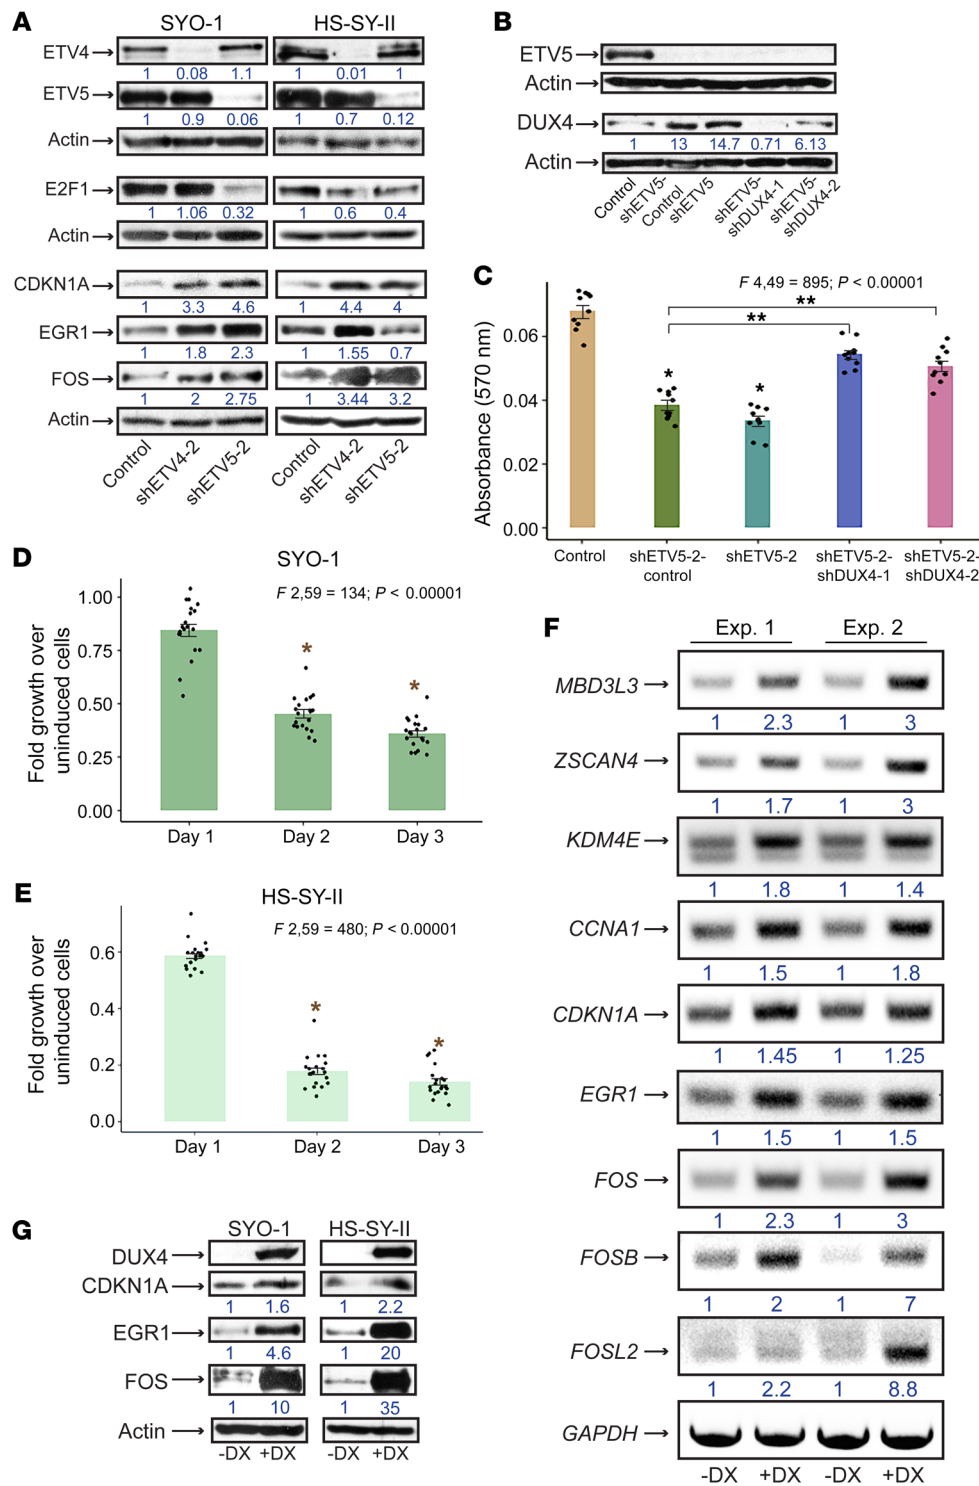 A
SYO-1 HS-SY-II
ETV4
1 0.08 1.1 1 0.01 1
ETV5
1 0.9 0.06 1 0.7 0.12
Actin
E2F1
1 1.06 0.32 1 0.6 0.4
Actin
CDKN1A
1 3.3 4.6 1 4.4 4
EGR1
1 1.8 2.3 1 1.55 0.7
FOS
1 2 2.75 1 3.44 3.2
Actin
Control shETV4-2 shETV5-2 Control shETV4-2 shETV5-2
B
ETV5
Actin
DUX4
1 13 14.7 0.71 6.13
Actin
Control shETV5- shETV5 shETV5- shETV5-
Control shDUX4-1 shDUX4-2
C
F 4,49 = 895; P < 0.00001
**
**
* *
Absorbance (570 nm)
0.06
0.04
0.02
0.00
Control shETV5-2- shETV5-2 shETV5-2- shETV5-2-
control shDUX4-1 shDUX4-2
D
SYO-1
F 2,59 = 134; P < 0.00001
* *
Fold growth over
uninduced cells
1.00
0.75
0.50
0.25
0.00
Day 1 Day 2 Day 3
E
HS-SY-II
F 2,59 = 480; P < 0.00001
* *
Fold growth over
uninduced cells
0.6
0.4
0.2
0.0
Day 1 Day 2 Day 3
F
Exp. 1 Exp. 2
MBD3L3
1 2.3 1 3
ZSCAN4
1 1.7 1 3
KDM4E
1 1.8 1 1.4
CCNA1
1 1.5 1 1.8
CDKN1A
1 1.45 1 1.25
EGR1
1 1.5 1 1.5
FOS
1 2.3 1 3
FOSB
1 2 1 7
FOSL2
1 2.2 1 8.8
GAPDH
-DX +DX -DX +DX
G
SYO-1 HS-SY-II
DUX4
CDKN1A
1 1.6 1 2.2
EGR1
1 4.6 1 20
FOS
1 10 1 35
Actin
-DX +DX -DX +DX